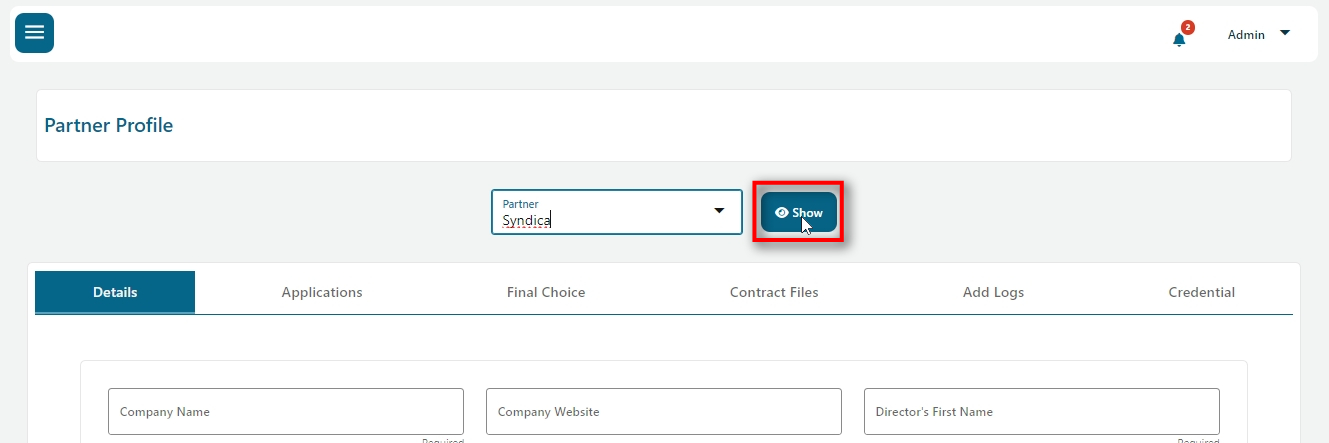 2
Admin
Partner Profile
Partner
Syndica
Show
Details Applications Final Choice Contract Files Add Logs Credential
Company Name Company Website Director's First Name
Required Required